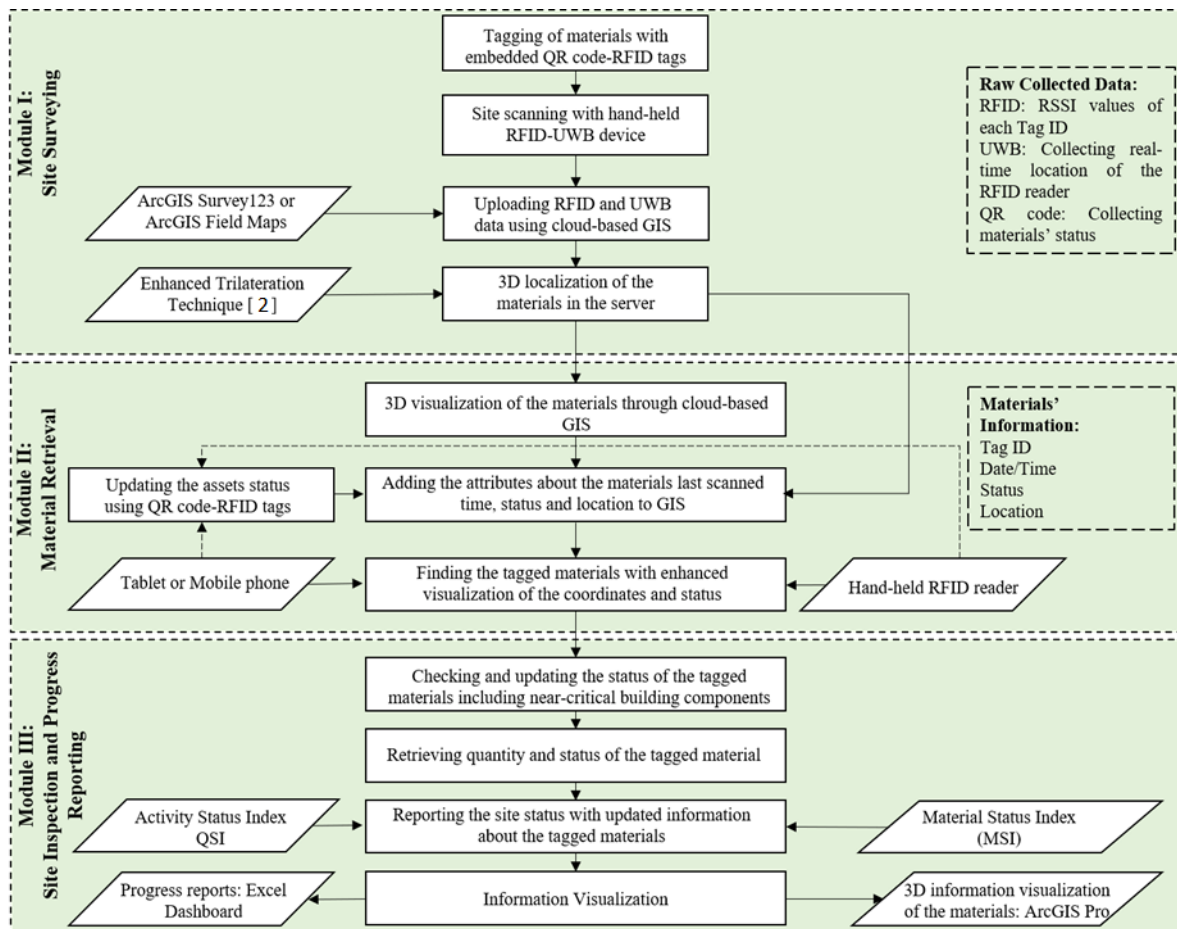 Module I:
Site Surveying
Tagging of materials with
embedded QR code-RFID tags
Site scanning with hand-held
RFID-UWB device
ArcGIS Survey123 or
ArcGIS Field Maps
Uploading RFID and UWB
data using cloud-based GIS
Enhanced Trilateration
Technique [ 2 ]
3D localization of the
materials in the server
Raw Collected Data:
RFID: RSSI values of
each Tag ID
UWB: Collecting real-
time location of the
RFID reader
QR code: Collecting
materials' status
Module II:
Material Retrieval
3D visualization of the materials through cloud-based
GIS
Updating the assets status
using QR code-RFID tags
Adding the attributes about the materials last scanned
time, status and location to GIS
Tablet or Mobile phone
Finding the tagged materials with enhanced
visualization of the coordinates and status
Hand-held RFID reader
Materials'
Information:
Tag ID
Date/Time
Status
Location
Module III:
Site Inspection and Progress
Reporting
Checking and updating the status of the tagged
materials including near-critical building components
Retrieving quantity and status of the tagged material
Activity Status Index
QSI
Reporting the site status with updated information
about the tagged materials
Material Status Index
(MSI)
Progress reports: Excel
Dashboard
Information Visualization
3D information visualization
of the materials: ArcGIS Pro